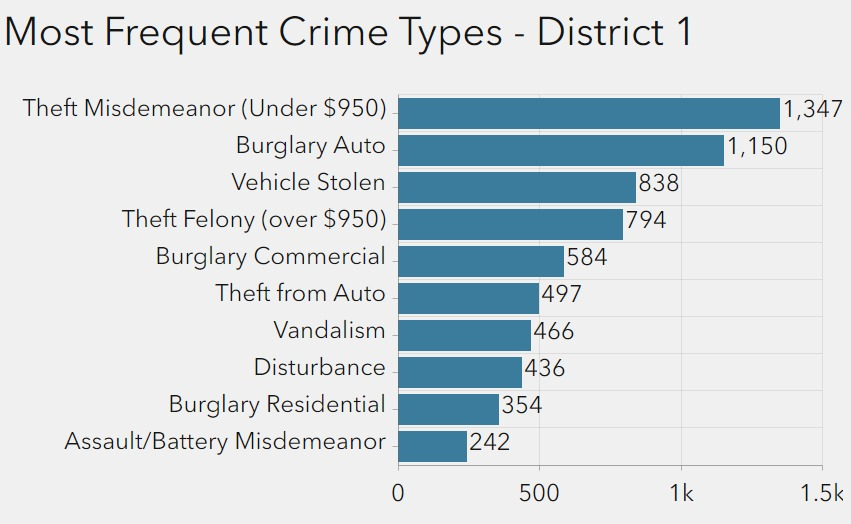 Most Frequent Crime Types - District 1
Theft Misdemeanor (Under $950) 1,347
Burglary Auto 1,150
Vehicle Stolen 838
Theft Felony (over $950) 794
Burglary Commercial 584
Theft from Auto 497
Vandalism 466
Disturbance 436
Burglary Residential 354
Assault/Battery Misdemeanor 242
0 500 1k 1.5k